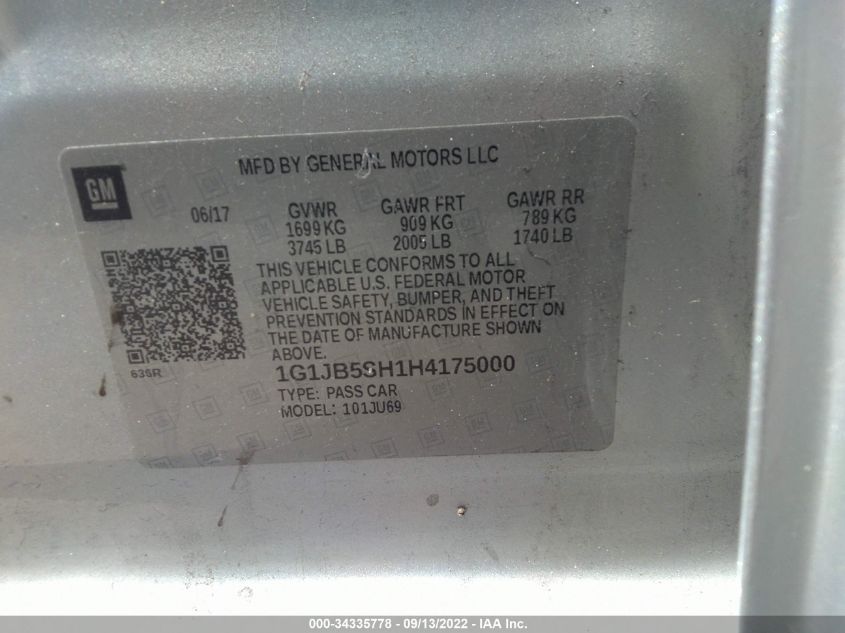 GM
MFD BY GENERAL MOTORS LLC
06/17
GVWR GAWR FRT GAWR RR
1699 KG 909 KG 789 KG
3745 LB 2005 LB 1740 LB
THIS VEHICLE CONFORMS TO ALL
APPLICABLE U.S. FEDERAL MOTOR
VEHICLE SAFETY, BUMPER, AND THEFT
PREVENTION STANDARDS IN EFFECT ON
THE DATE OF MANUFACTURE SHOWN
ABOVE.
636R
1G1JB5SH1H4175000
TYPE: PASS CAR
MODEL: 101JU69
000-34335778 - 09/13/2022 - IAA Inc.